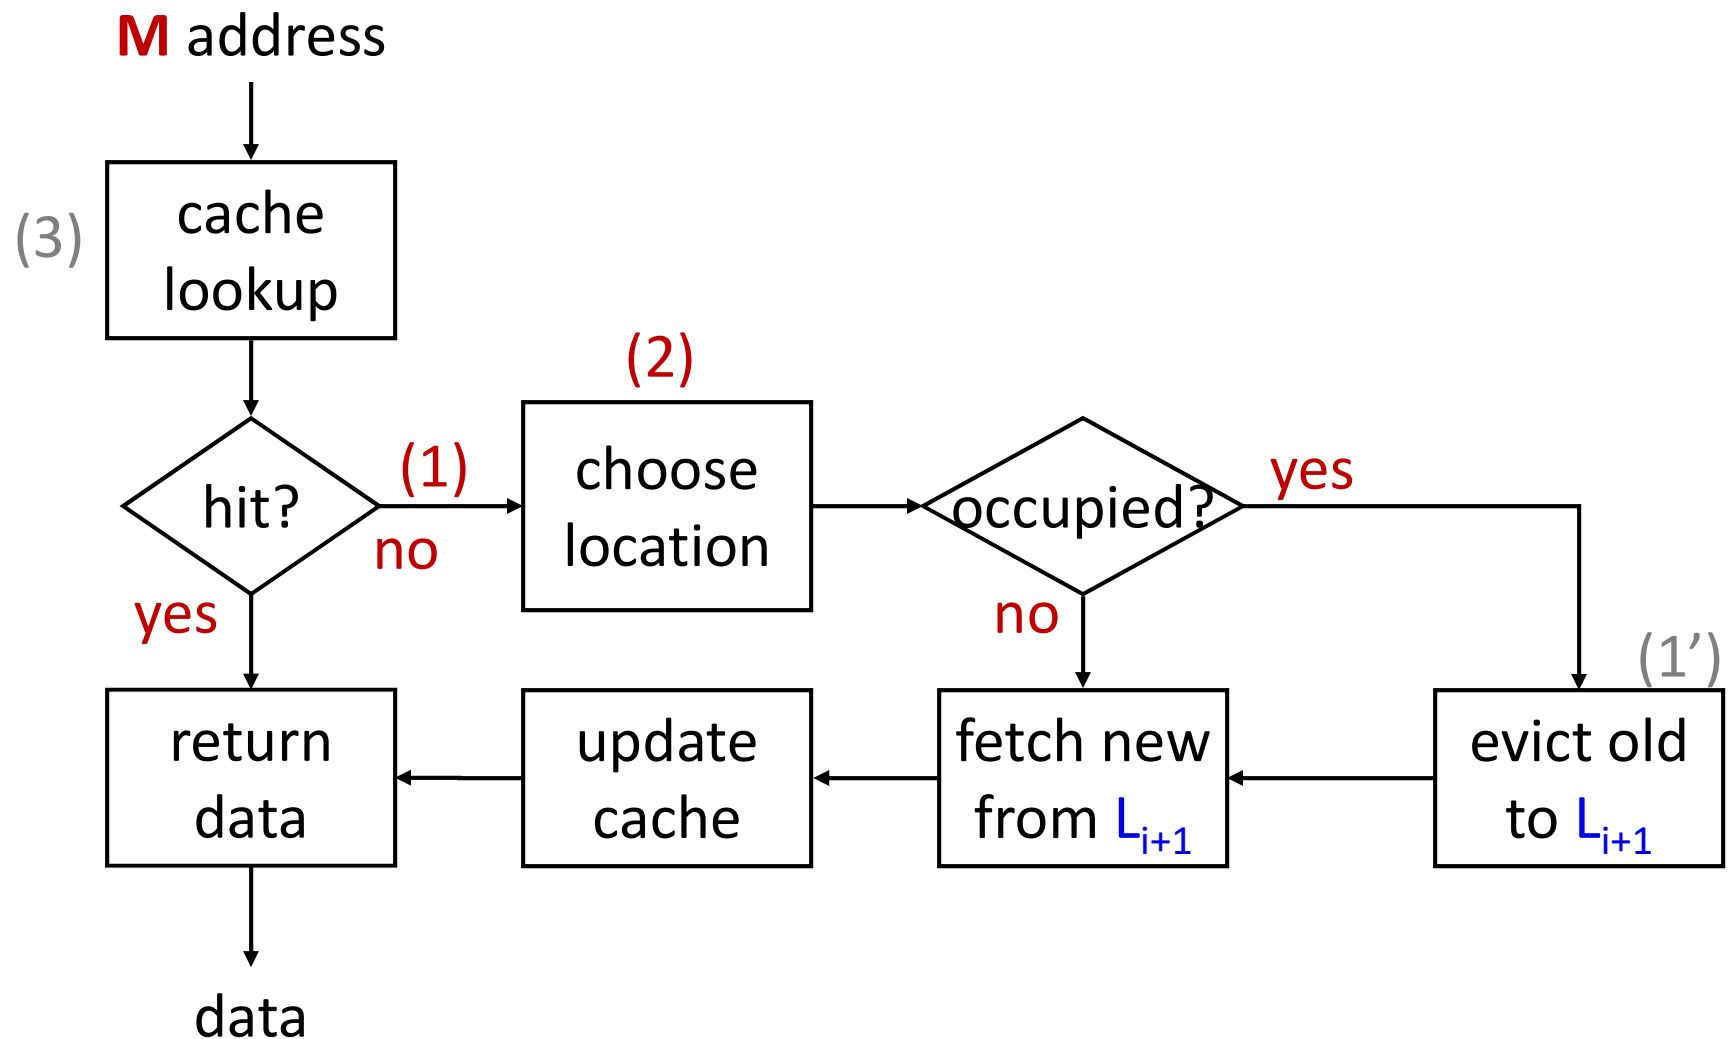 M address
(3)
cache
lookup
(2)
hit?
(1)
no
choose
location
occupied?
yes
yes
no
(1’)
return
data
update
cache
fetch new
from Li+1
evict old
to Li+1
data